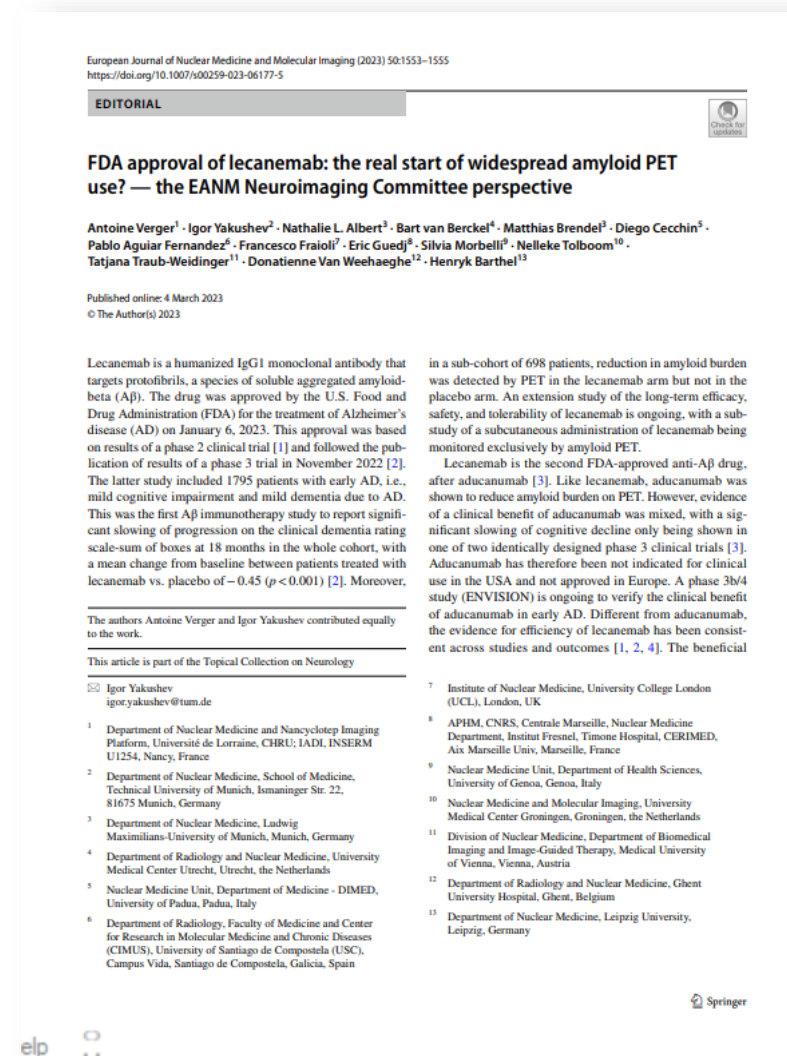 European Journal of Nuclear Medicine and Molecular Imaging (2023) 50:1553–1555
https://doi.org/10.1007/s00259-023-06177-5
EDITORIAL
Check for
updates
FDA approval of lecanemab: the real start of widespread amyloid PET
use? — the EANM Neuroimaging Committee perspective
Antoine Verger1 · Igor Yakushev2 · Nathalie L. Albert3 · Bart van Berckel4 · Matthias Brendel3 · Diego Cecchin5 ·
Pablo Aguiar Fernandez6 · Francesco Fraioli7 · Eric Guedj8 · Silvia Morbelli9 · Nelleke Tolboom10 ·
Tatjana Traub-Weidinger11 · Donatienne Van Weehaeghe12 · Henryk Barthel13
Published online: 4 March 2023
© The Author(s) 2023
Lecanemab is a humanized IgG1 monoclonal antibody that
targets protofibrils, a species of soluble aggregated amyloid-
beta (Aβ). The drug was approved by the U.S. Food and
Drug Administration (FDA) for the treatment of Alzheimer's
disease (AD) on January 6, 2023. This approval was based
on results of a phase 2 clinical trial [1] and followed the pub-
lication of results of a phase 3 trial in November 2022 [2].
The latter study included 1795 patients with early AD, i.e.,
mild cognitive impairment and mild dementia due to AD.
This was the first Aβ immunotherapy study to report signifi-
cant slowing of progression on the clinical dementia rating
scale-sum of boxes at 18 months in the whole cohort, with
a mean change from baseline between patients treated with
lecanemab vs. placebo of – 0.45 (p < 0.001) [2]. Moreover,
in a sub-cohort of 698 patients, reduction in amyloid burden
was detected by PET in the lecanemab arm but not in the
placebo arm. An extension study of the long-term efficacy,
safety, and tolerability of lecanemab is ongoing, with a sub-
study of a subcutaneous administration of lecanemab being
monitored exclusively by amyloid PET.
Lecanemab is the second FDA-approved anti-Aβ drug,
after aducanumab [3]. Like lecanemab, aducanumab was
shown to reduce amyloid burden on PET. However, evidence
of a clinical benefit of aducanumab was mixed, with a sig-
nificant slowing of cognitive decline only being shown in
one of two identically designed phase 3 clinical trials [3].
Aducanumab has therefore been not indicated for clinical
use in the USA and not approved in Europe. A phase 3b/4
study (ENVISION) is ongoing to verify the clinical benefit
of aducanumab in early AD. Different from aducanumab,
the evidence for efficiency of lecanemab has been consist-
ent across studies and outcomes [1, 2, 4]. The beneficial
The authors Antoine Verger and Igor Yakushev contributed equally
to the work.
This article is part of the Topical Collection on Neurology
Igor Yakushev
igor.yakushev@tum.de
1 Department of Nuclear Medicine and Nancyclotep Imaging
Platform, Université de Lorraine, CHRU; IADI, INSERM
U1254, Nancy, France
2 Department of Nuclear Medicine, School of Medicine,
Technical University of Munich, Ismaninger Str. 22,
81675 Munich, Germany
3 Department of Nuclear Medicine, Ludwig
Maximilians-University of Munich, Munich, Germany
4 Department of Radiology and Nuclear Medicine, University
Medical Center Utrecht, Utrecht, the Netherlands
5 Nuclear Medicine Unit, Department of Medicine - DIMED,
University of Padua, Padua, Italy
6 Department of Radiology, Faculty of Medicine and Center
for Research in Molecular Medicine and Chronic Diseases
(CIMUS), University of Santiago de Compostela (USC),
Campus Vida, Santiago de Compostela, Galicia, Spain
7 Institute of Nuclear Medicine, University College London
(UCL), London, UK
8 APHM, CNRS, Centrale Marseille, Nuclear Medicine
Department, Institut Fresnel, Timone Hospital, CERIMED,
Aix Marseille Univ, Marseille, France
9 Nuclear Medicine Unit, Department of Health Sciences,
University of Genoa, Genoa, Italy
10 Nuclear Medicine and Molecular Imaging, University
Medical Center Groningen, Groningen, the Netherlands
11 Division of Nuclear Medicine, Department of Biomedical
Imaging and Image-Guided Therapy, Medical University
of Vienna, Vienna, Austria
12 Department of Radiology and Nuclear Medicine, Ghent
University Hospital, Ghent, Belgium
13 Department of Nuclear Medicine, Leipzig University,
Leipzig, Germany
Springer
elp